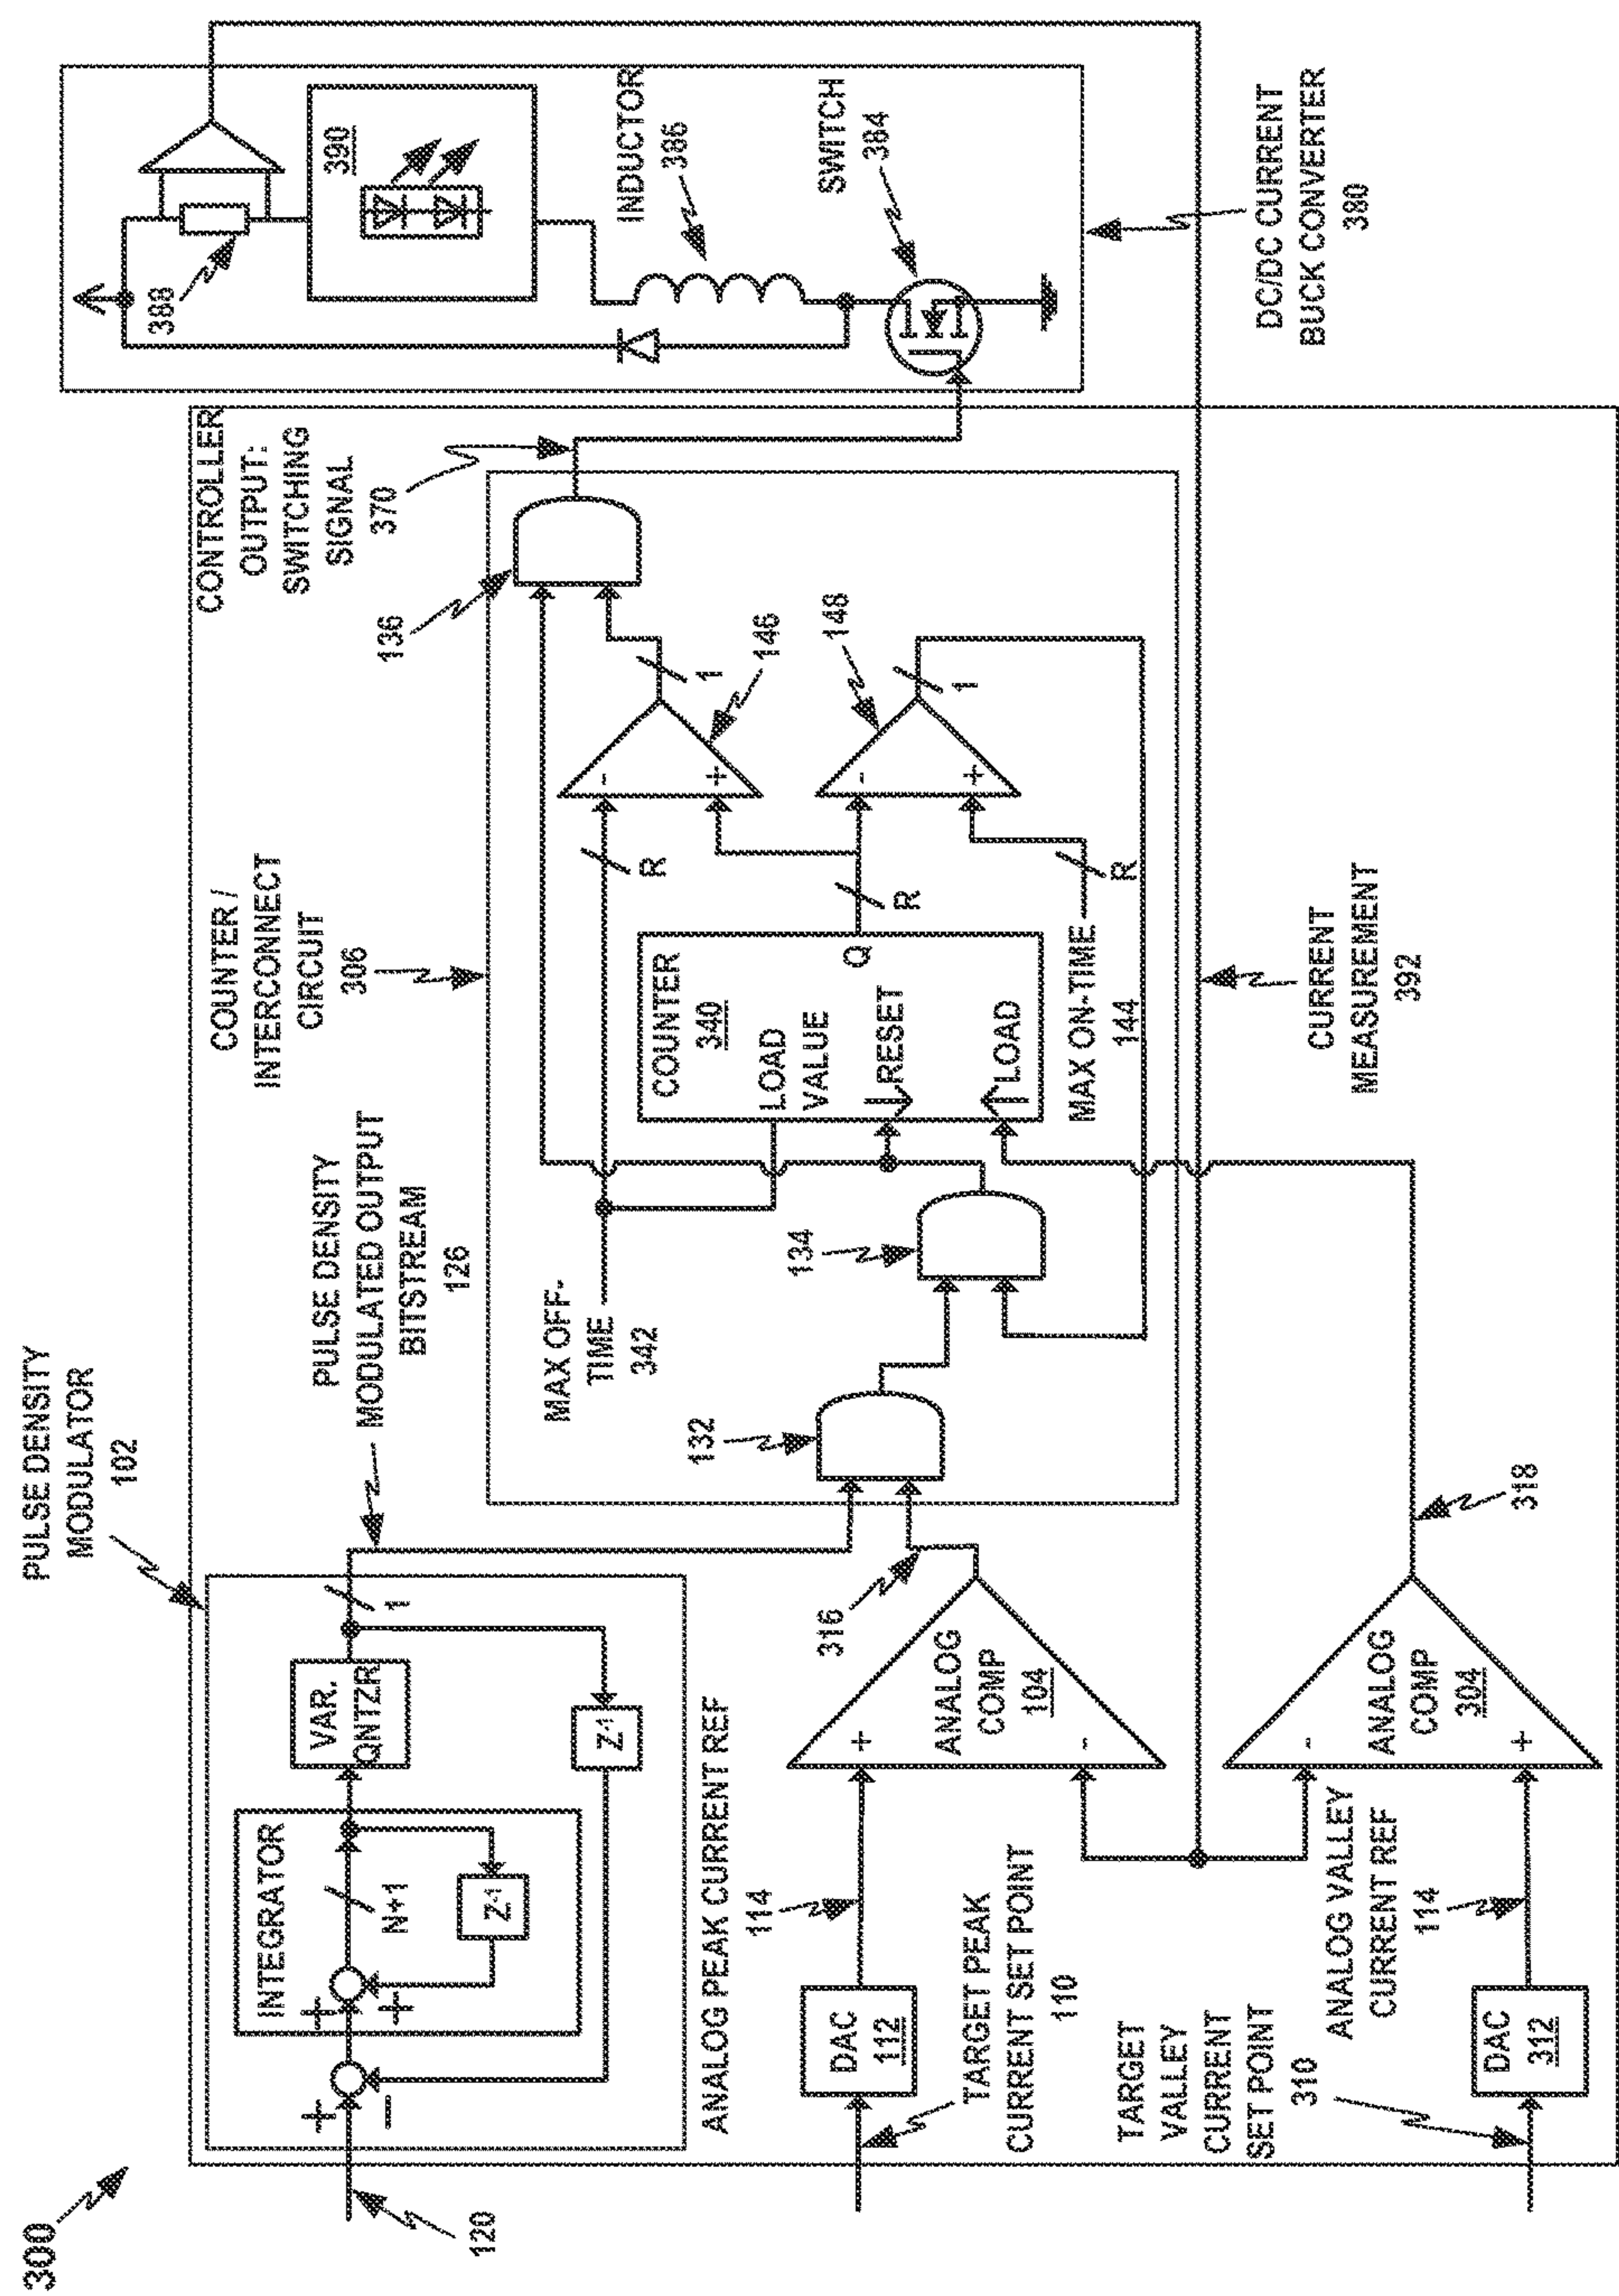 300
PULSE DENSITY
MODULATOR
102
120
+
−
INTEGRATOR
+
+
N+1
Z-1
VAR.
QNTZR
1
Z-1
PULSE DENSITY
MODULATED OUTPUT
BITSTREAM
126
COUNTER /
INTERCONNECT
CIRCUIT
306
CONTROLLER
OUTPUT:
SWITCHING
SIGNAL
370
136
388
390
INDUCTOR
386
SWITCH
384
DC/DC CURRENT
BUCK CONVERTER
380
ANALOG PEAK CURRENT REF
114
DAC
112
TARGET PEAK
CURRENT SET POINT
110
+
-
ANALOG
COMP
104
316
MAX OFF-
TIME
342
132
134
COUNTER
340
LOAD
VALUE
RESET
LOAD
Q
R
R
R
-
+
146
1
-
+
148
1
MAX ON-TIME
144
TARGET
VALLEY
CURRENT
SET POINT
310
ANALOG VALLEY
CURRENT REF
114
DAC
312
-
+
ANALOG
COMP
304
318
CURRENT
MEASUREMENT
392